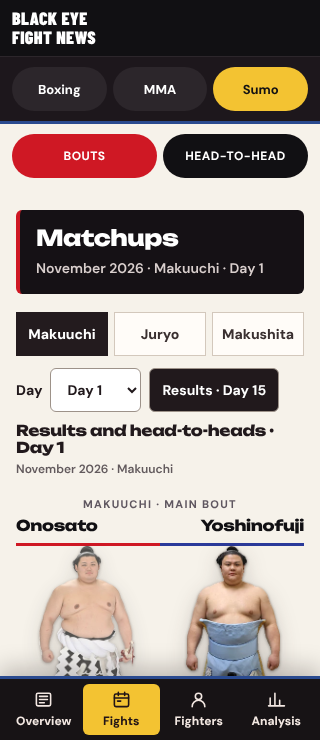 BLACK EYE
FIGHT NEWS
Boxing MMA Sumo
BOUTS HEAD-TO-HEAD
Matchups
November 2026 · Makuuchi · Day 1
Makuuchi Juryo Makushita
Day Day 1 Results · Day 15
Results and head-to-heads ·
Day 1
November 2026 · Makuuchi
MAKUUCHI · MAIN BOUT
Onosato Yoshinofuji
Overview Fights Fighters Analysis